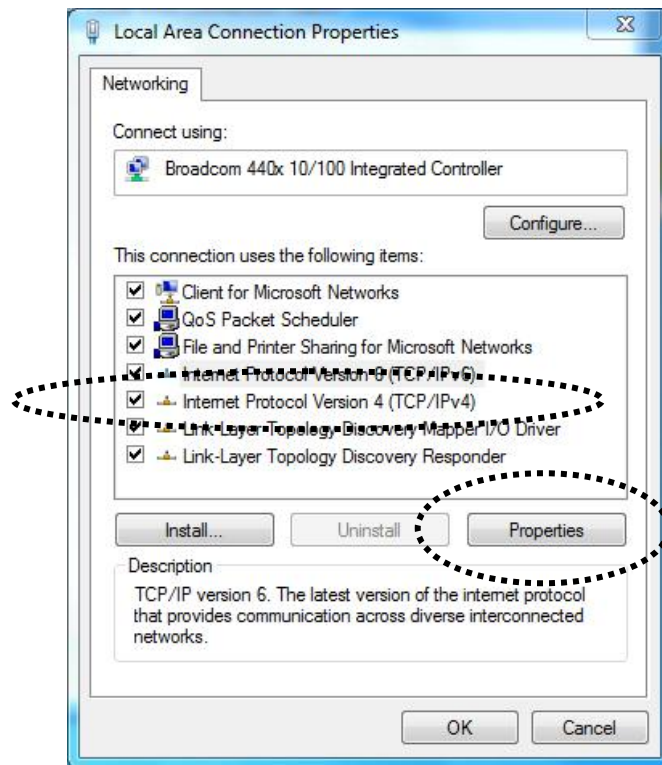 Local Area Connection Properties
Networking
Connect using:
Broadcom 440x 10/100 Integrated Controller
Configure...
This connection uses the following items:
Client for Microsoft Networks
QoS Packet Scheduler
File and Printer Sharing for Microsoft Networks
Internet Protocol Version 6 (TCP/IPv6)
Internet Protocol Version 4 (TCP/IPv4)
Link-Layer Topology Discovery Mapper I/O Driver
Link-Layer Topology Discovery Responder
Install...
Uninstall
Properties
Description
TCP/IP version 6. The latest version of the internet protocol
that provides communication across diverse interconnected
networks.
OK
Cancel